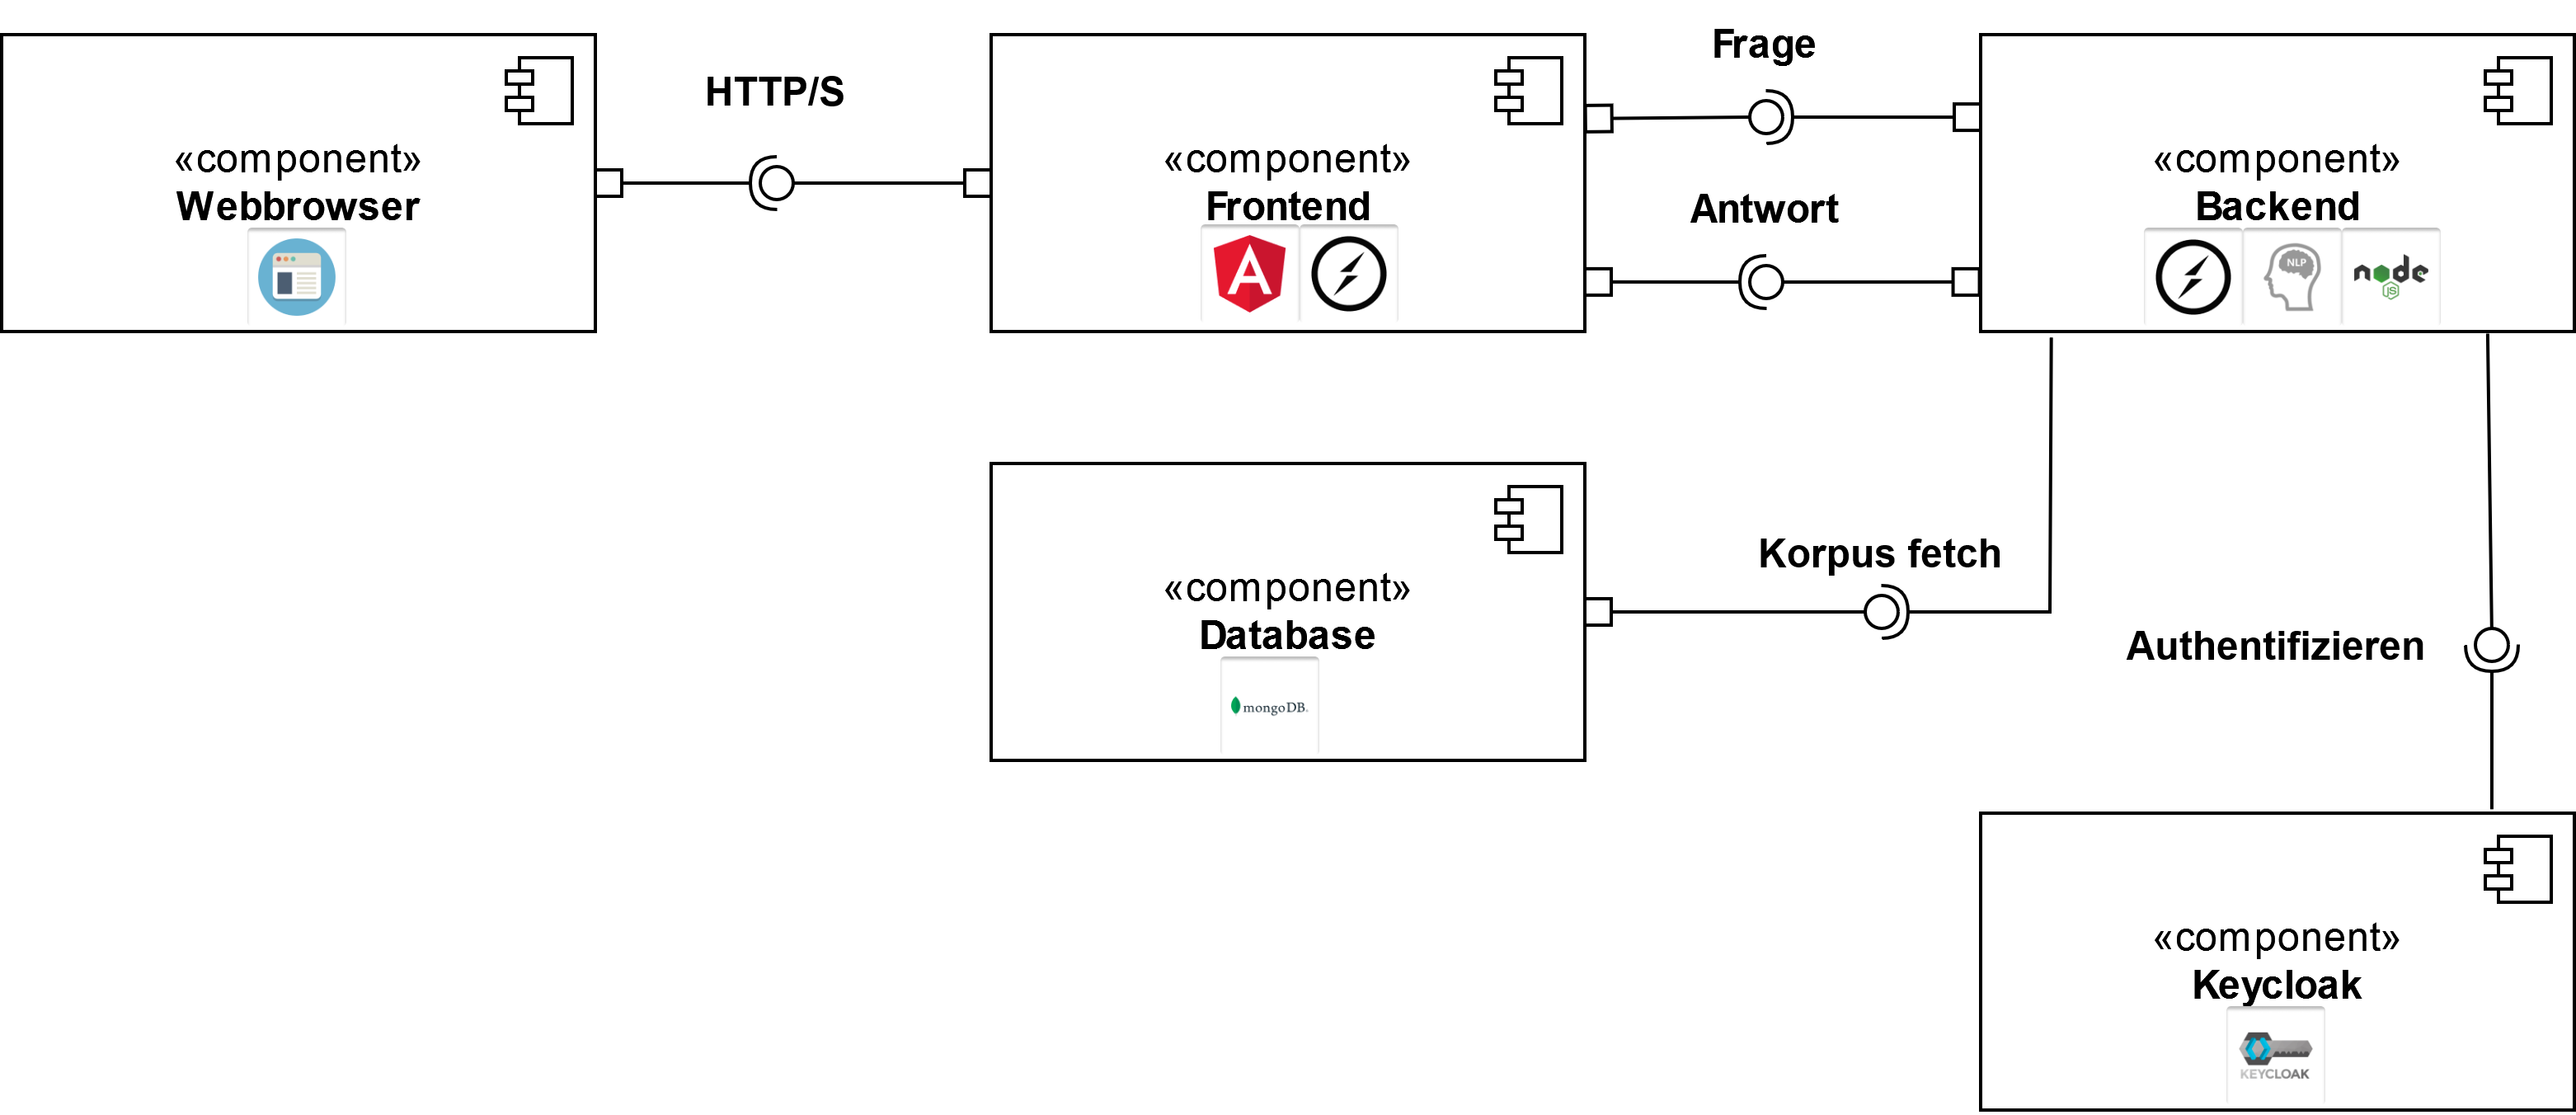 Frage
HTTP/S
«component»
Webbrowser
«component»
Frontend
Antwort
«component»
Backend
NLP
node
JS
Korpus fetch
«component»
Database
mongoDB.
Authentifizieren
«component»
Keycloak
KEYCLOAK